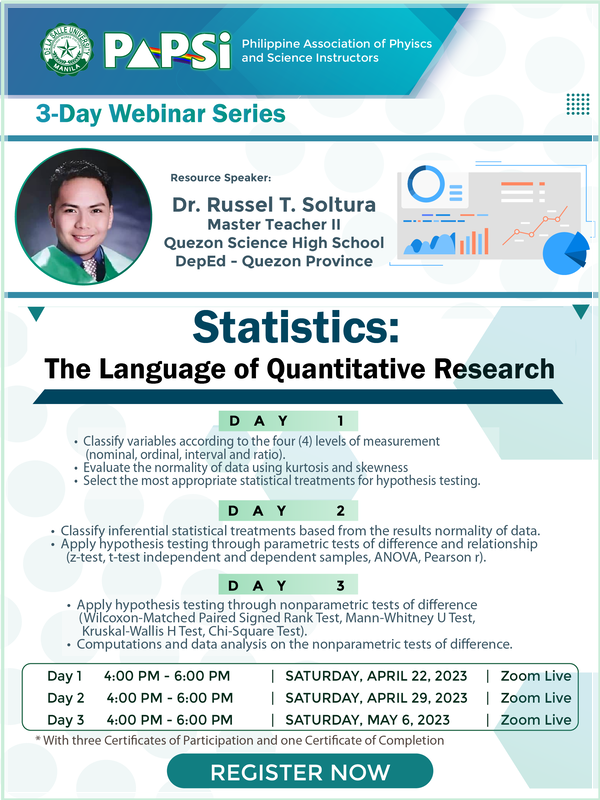 DE LA SALLE UNIVERSITY
MANILA
PAPSi
Philippine Association of Phyiscs
and Science Instructors
3-Day Webinar Series
Resource Speaker:
Dr. Russel T. Soltura
Master Teacher II
Quezon Science High School
DepEd - Quezon Province
Statistics:
The Language of Quantitative Research
DAY 1
• Classify variables according to the four (4) levels of measurement
(nominal, ordinal, interval and ratio).
• Evaluate the normality of data using kurtosis and skewness
• Select the most appropriate statistical treatments for hypothesis testing.
DAY 2
• Classify inferential statistical treatments based from the results normality of data.
• Apply hypothesis testing through parametric tests of difference and relationship
(z-test, t-test independent and dependent samples, ANOVA, Pearson r).
DAY 3
• Apply hypothesis testing through nonparametric tests of difference
(Wilcoxon-Matched Paired Signed Rank Test, Mann-Whitney U Test,
Kruskal-Wallis H Test, Chi-Square Test).
• Computations and data analysis on the nonparametric tests of difference.
Day 1 4:00 PM - 6:00 PM | SATURDAY, APRIL 22, 2023 | Zoom Live
Day 2 4:00 PM - 6:00 PM | SATURDAY, APRIL 29, 2023 | Zoom Live
Day 3 4:00 PM - 6:00 PM | SATURDAY, MAY 6, 2023 | Zoom Live
* With three Certificates of Participation and one Certificate of Completion
REGISTER NOW